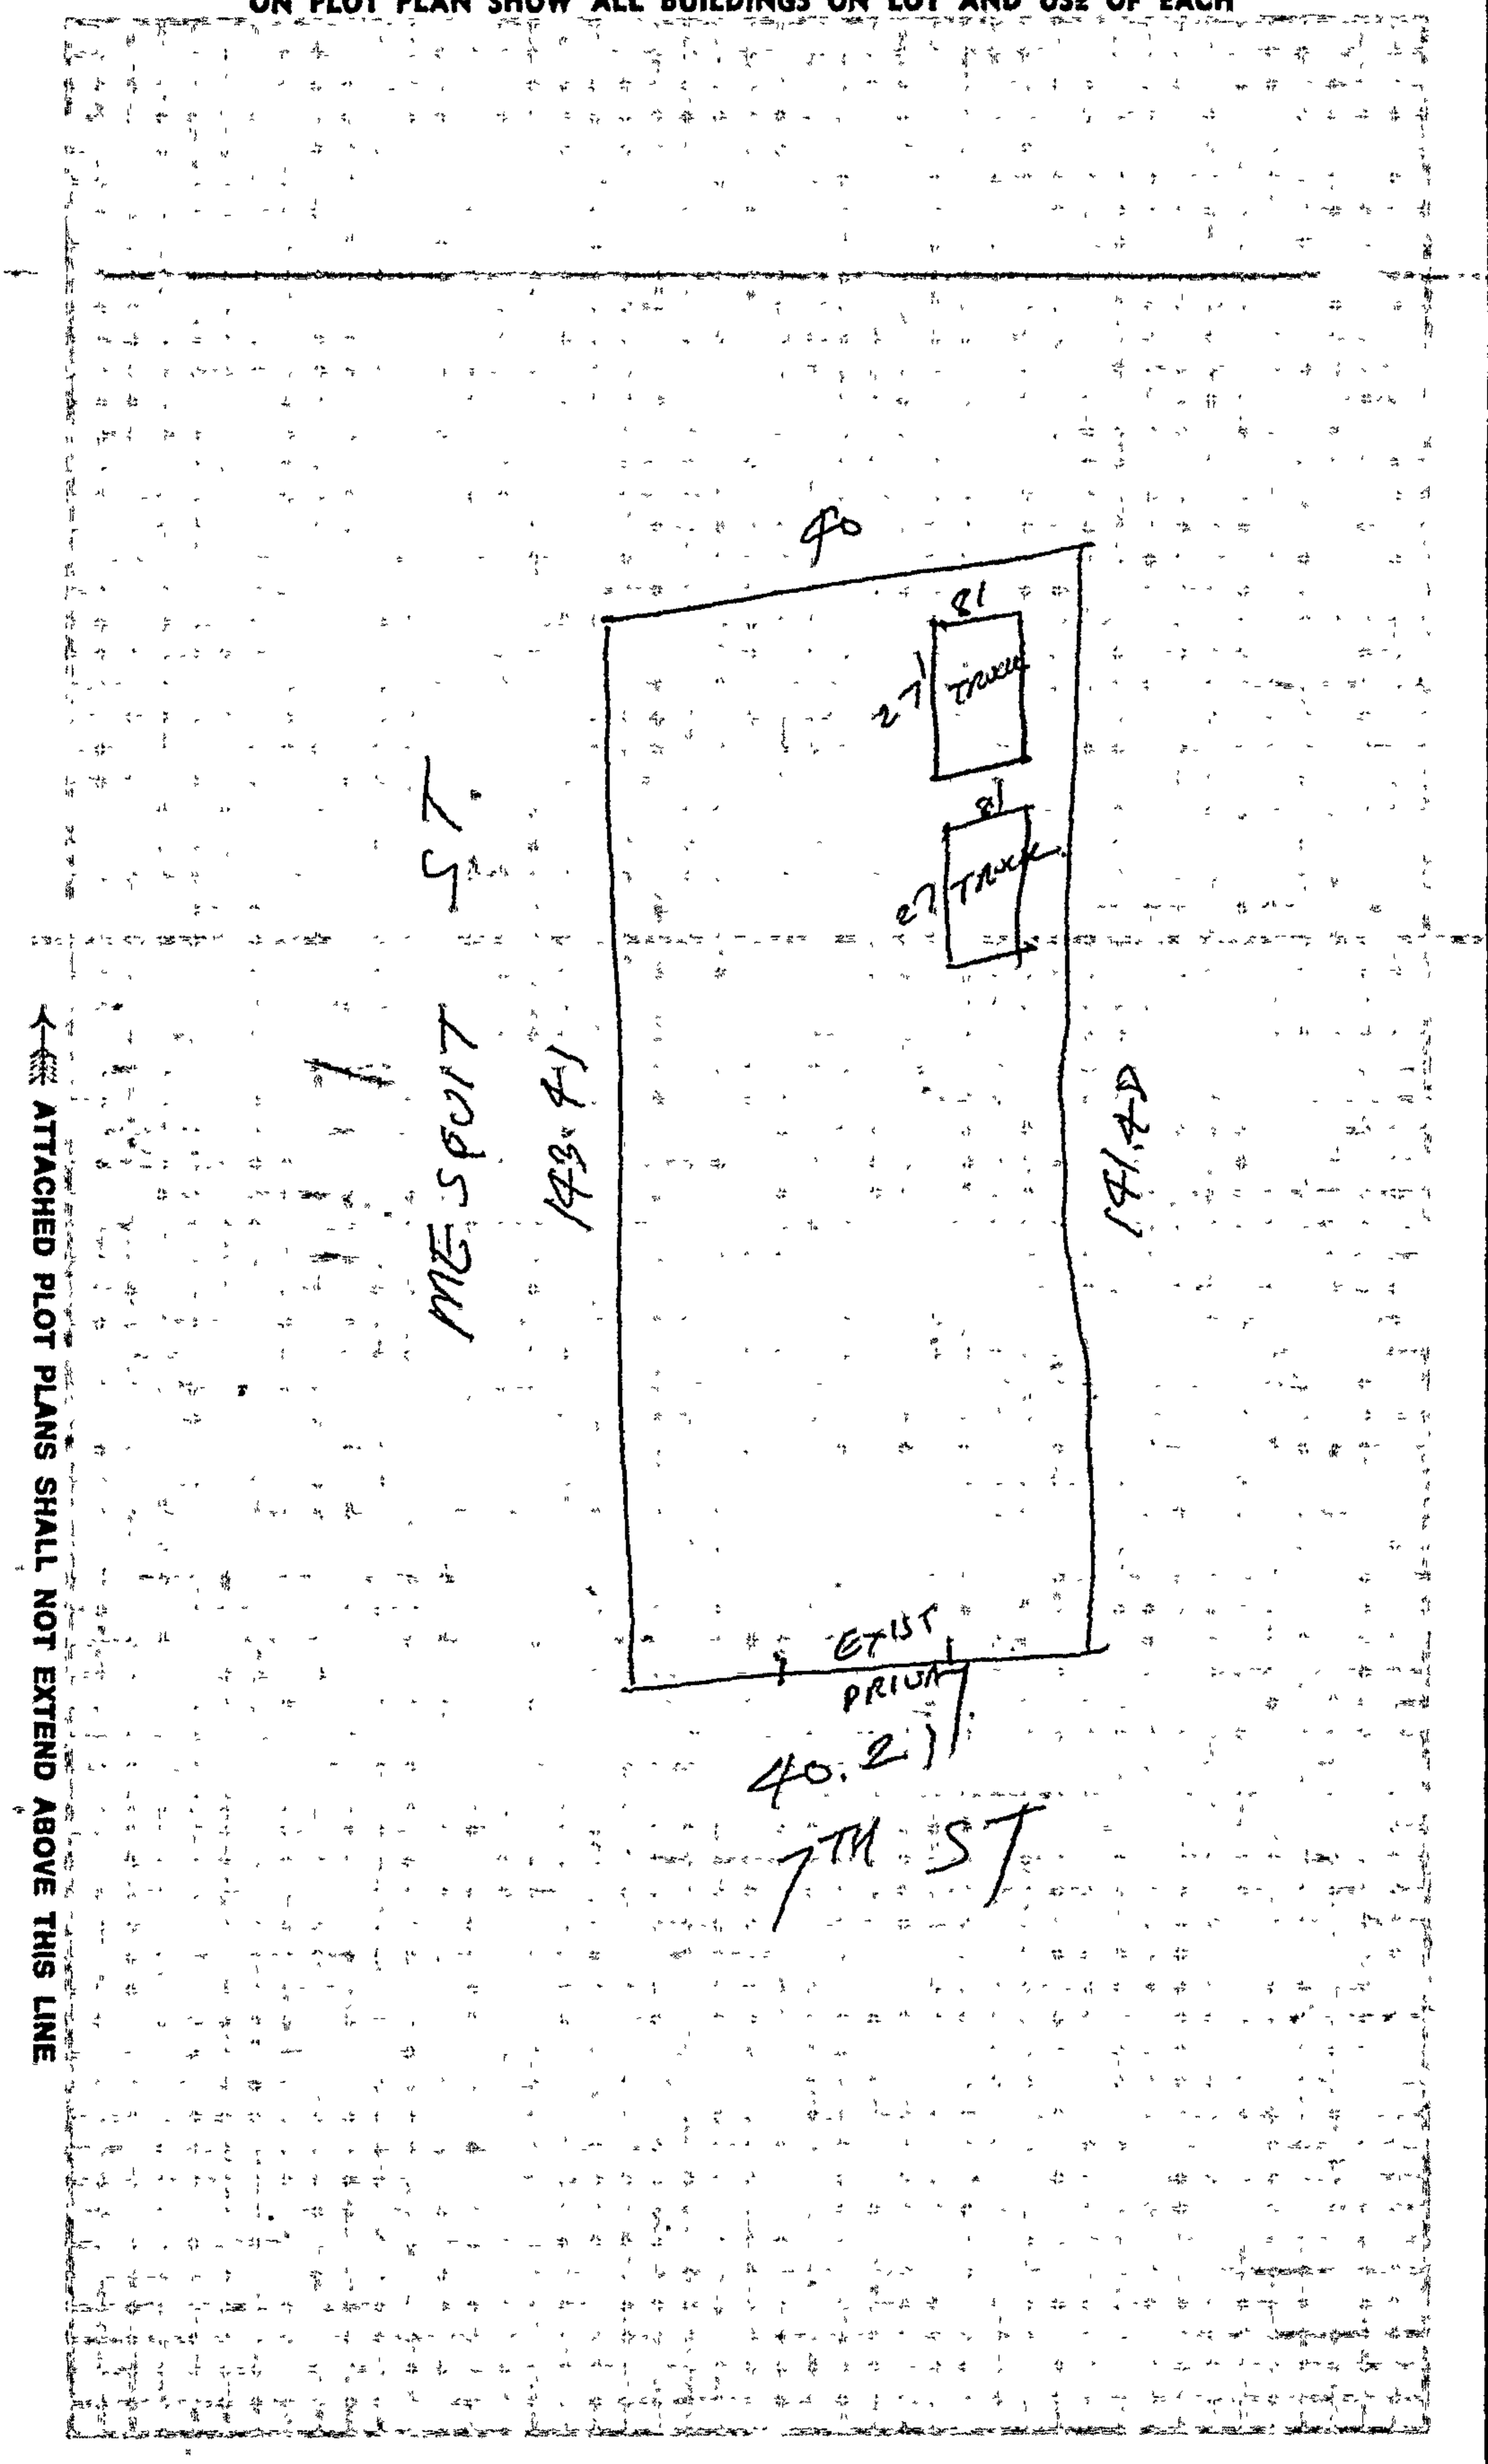 ON PLOT PLAN SHOW ALL BUILDINGS ON LOT AND USE OF EACH
40
8'
27'
TRUCK
8'
27
TRUCK
MESQUIT ST.
143.41
141.40
EXIST
PRIVAT
40.21
7TH ST
ATTACHED PLOT PLANS SHALL NOT EXTEND ABOVE THIS LINE